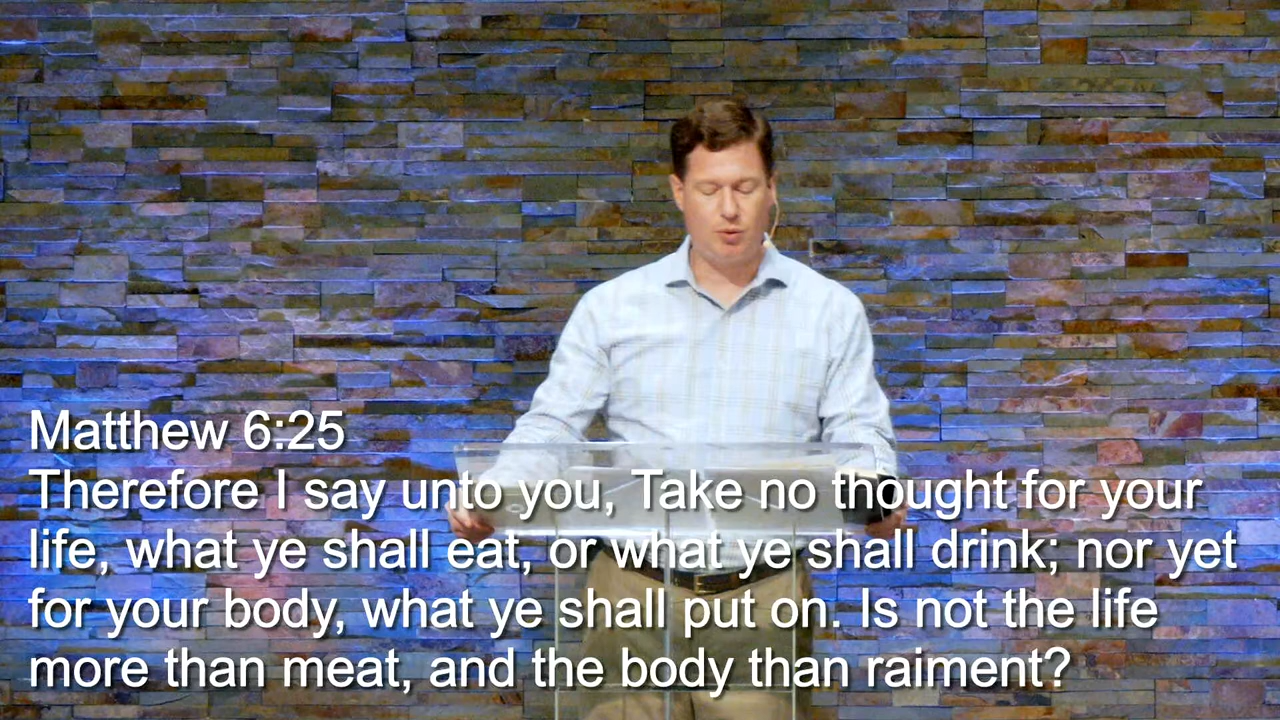 Matthew 6:25
Therefore I say unto you, Take no thought for your
life, what ye shall eat, or what ye shall drink; nor yet
for your body, what ye shall put on. Is not the life
more than meat, and the body than raiment?